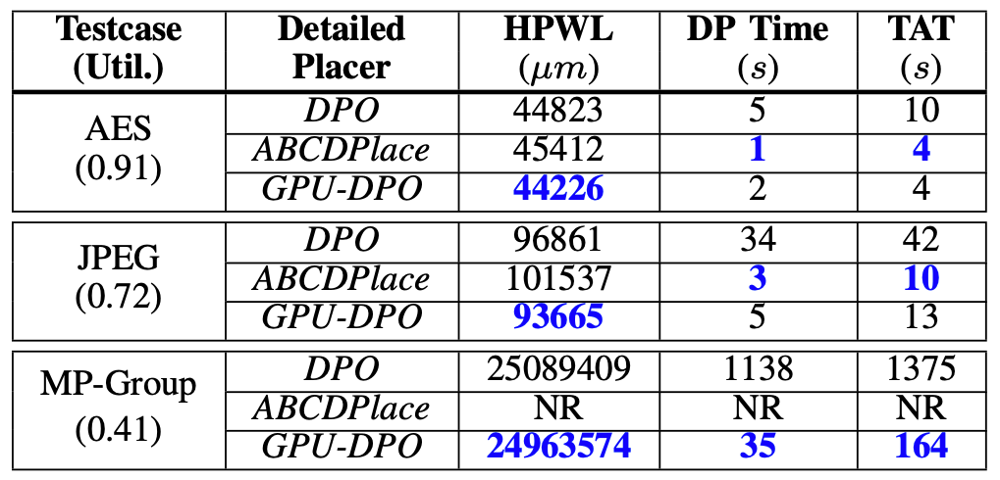 Testcase (Util.) Detailed Placer HPWL (μm) DP Time (s) TAT (s)
AES (0.91) DPO 44823 5 10
ABCDPlace 45412 1 4
GPU-DPO 44226 2 4
JPEG (0.72) DPO 96861 34 42
ABCDPlace 101537 3 10
GPU-DPO 93665 5 13
MP-Group (0.41) DPO 25089409 1138 1375
ABCDPlace NR NR NR
GPU-DPO 24963574 35 164